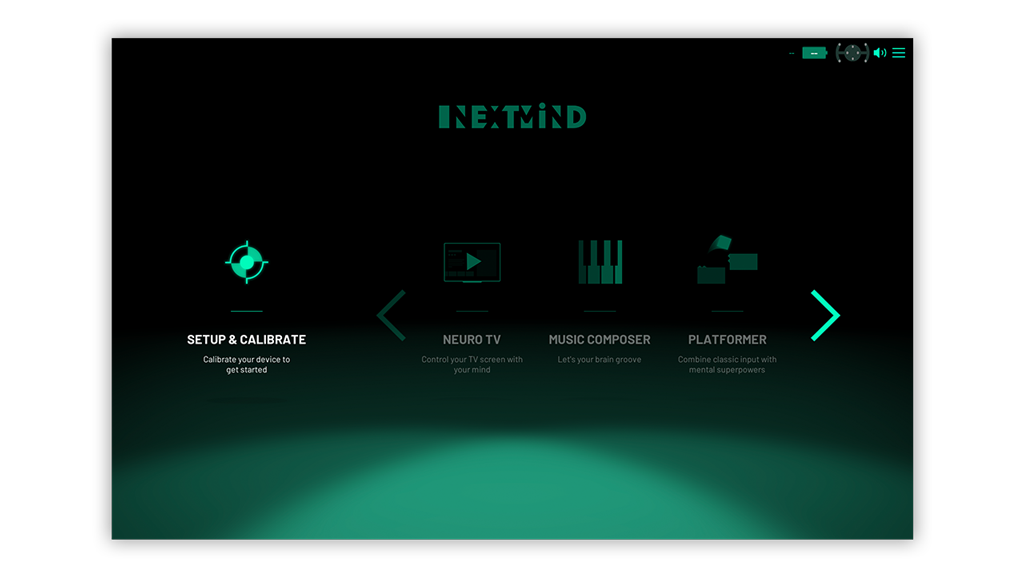 NEXTMIND
SETUP & CALIBRATE
Calibrate your device to
get started
NEURO TV
Control your TV screen with
your mind
MUSIC COMPOSER
Let's your brain groove
PLATFORMER
Combine classic input with
mental superpowers